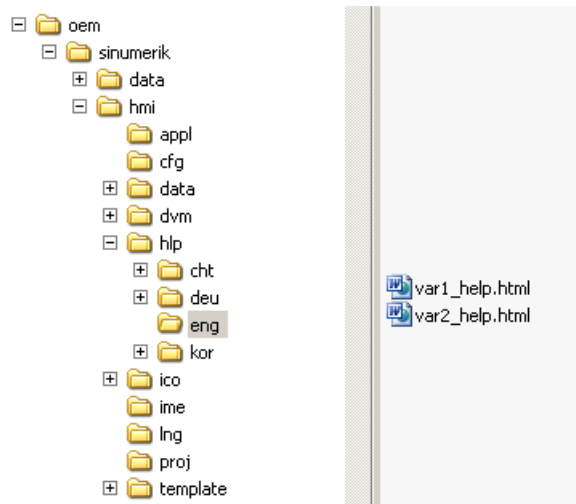 oem
sinumerik
data
hmi
appl
cfg
data
dvm
hlp
cht
deu
eng
kor
ico
ime
lng
proj
template
var1_help.html
var2_help.html